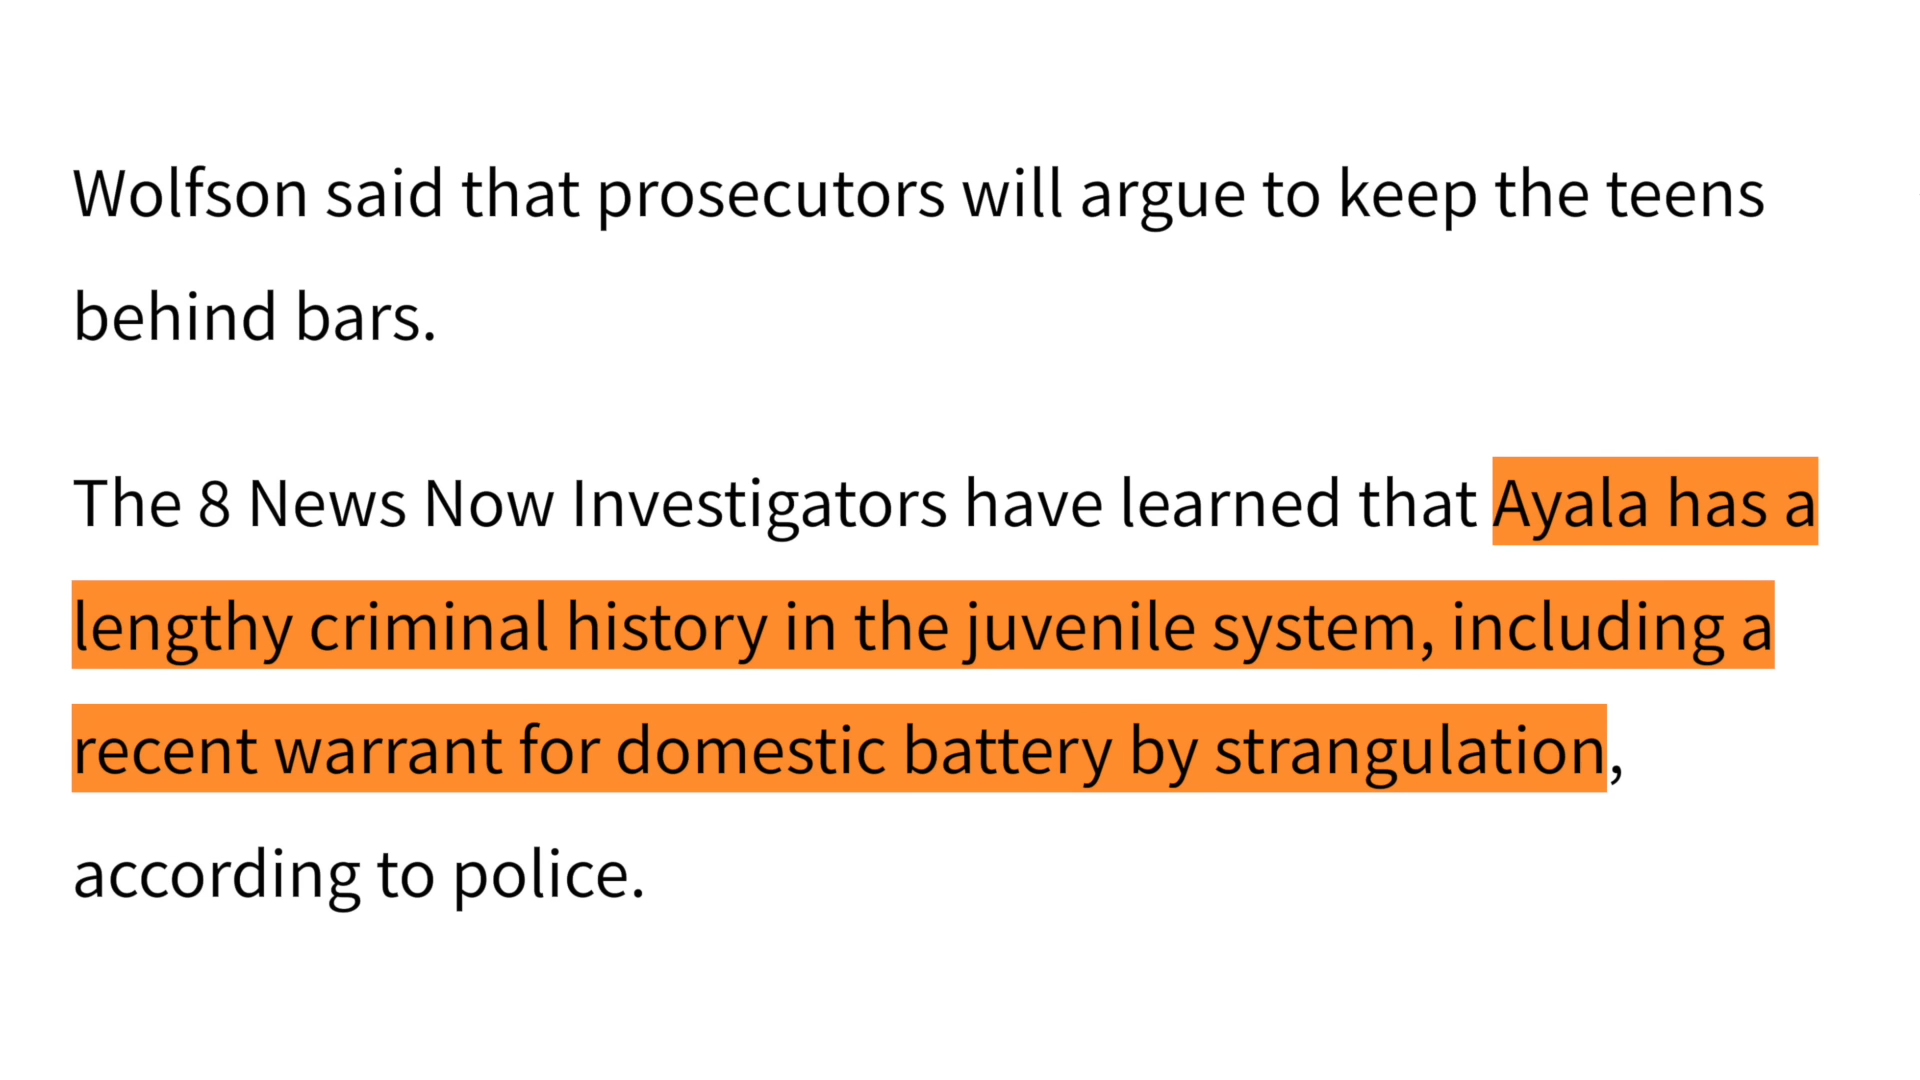 Wolfson said that prosecutors will argue to keep the teens
behind bars.
The 8 News Now Investigators have learned that Ayala has a
lengthy criminal history in the juvenile system, including a
recent warrant for domestic battery by strangulation,
according to police.